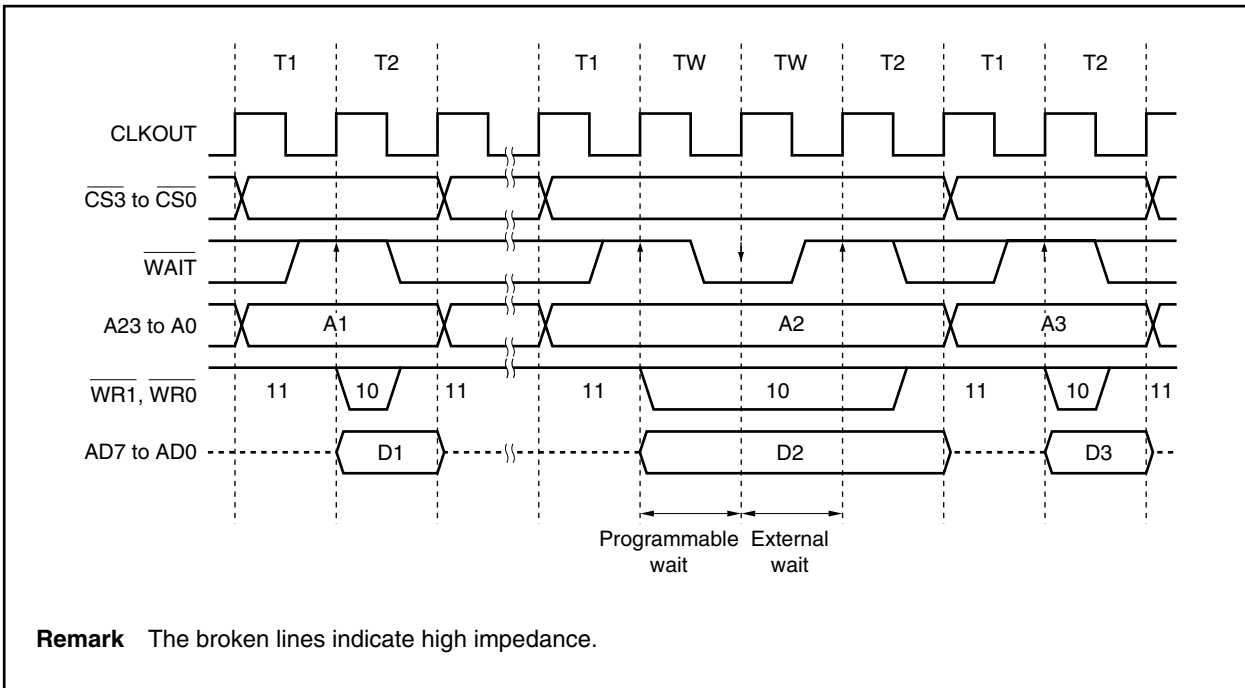 T1 T2 T1 TW TW T2 T1 T2
CLKOUT
CS3 to CS0
WAIT
A23 to A0 A1 A2 A3
WR1, WR0 11 10 11 11 10 11 10 11
AD7 to AD0 D1 D2 D3
Programmable wait
External wait
Remark The broken lines indicate high impedance.